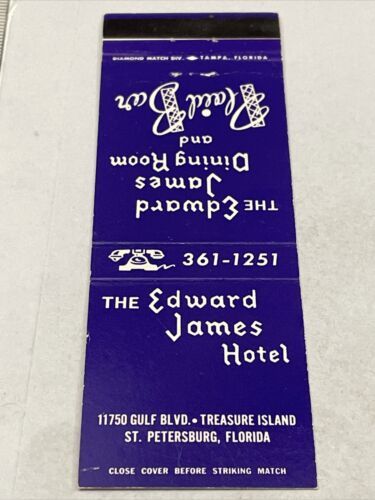 DIAMOND MATCH DIV. TAMPA, FLORIDA
THE Edward
James
Dining Room
and
Plaid Bar
361-1251
THE Edward
James
Hotel
11750 GULF BLVD. • TREASURE ISLAND
ST. PETERSBURG, FLORIDA
CLOSE COVER BEFORE STRIKING MATCH